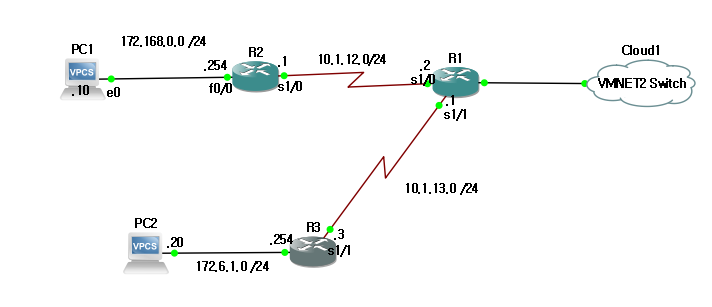 172.168.0.0 /24
PC1
VPCS
.10
e0
.254
f0/0
R2
.1
s1/0
10.1.12.0/24
.2
s1/0
R1
.1
s1/1
Cloud1
VMNET2 Switch
10.1.13.0 /24
PC2
VPCS
.20
172.6.1.0 /24
.254
R3
.3
s1/1